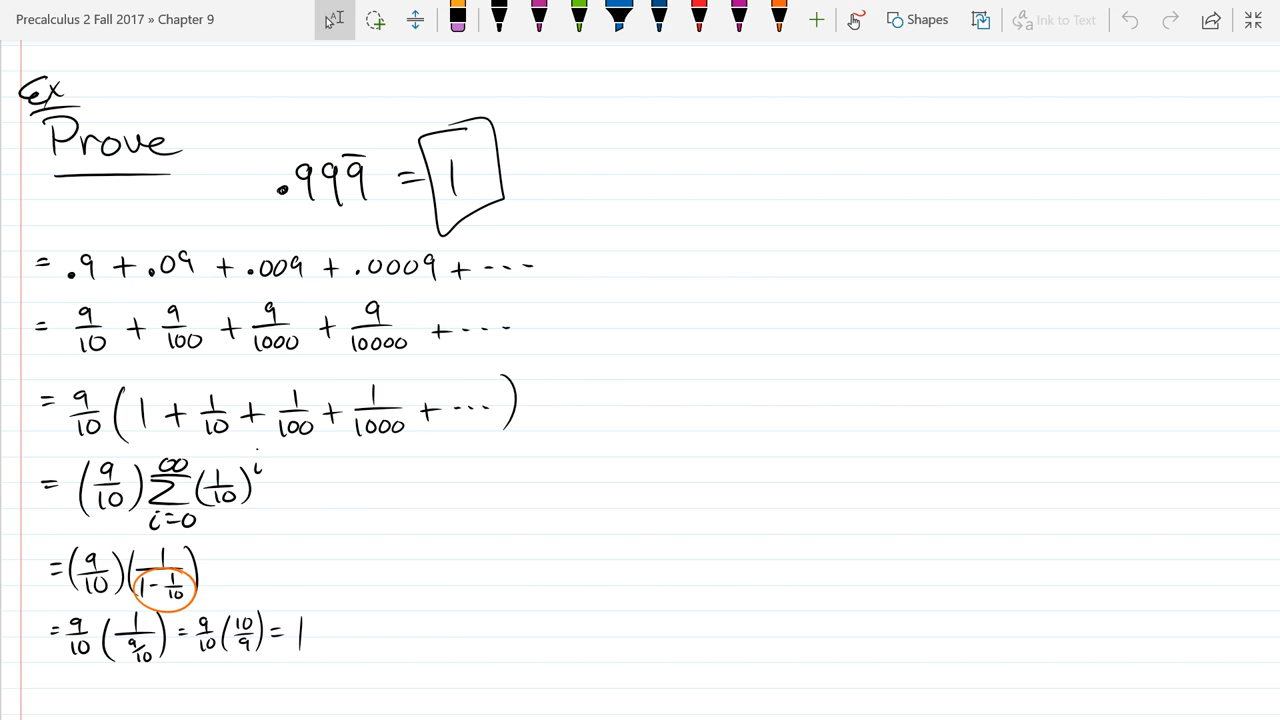 Precalculus 2 Fall 2017 » Chapter 9
Shapes
Ink to Text
Ex
Prove
.999̅ = 1
= .9 + .09 + .009 + .0009 + ···
= 9/10 + 9/100 + 9/1000 + 9/10000 + ···
= 9/10 (1 + 1/10 + 1/100 + 1/1000 + ···)
= (9/10) ∑_{i=0}^{∞} (1/10)^i
= (9/10)(1/(1 - 1/10))
= 9/10 (1/(9/10)) = 9/10 (10/9) = 1